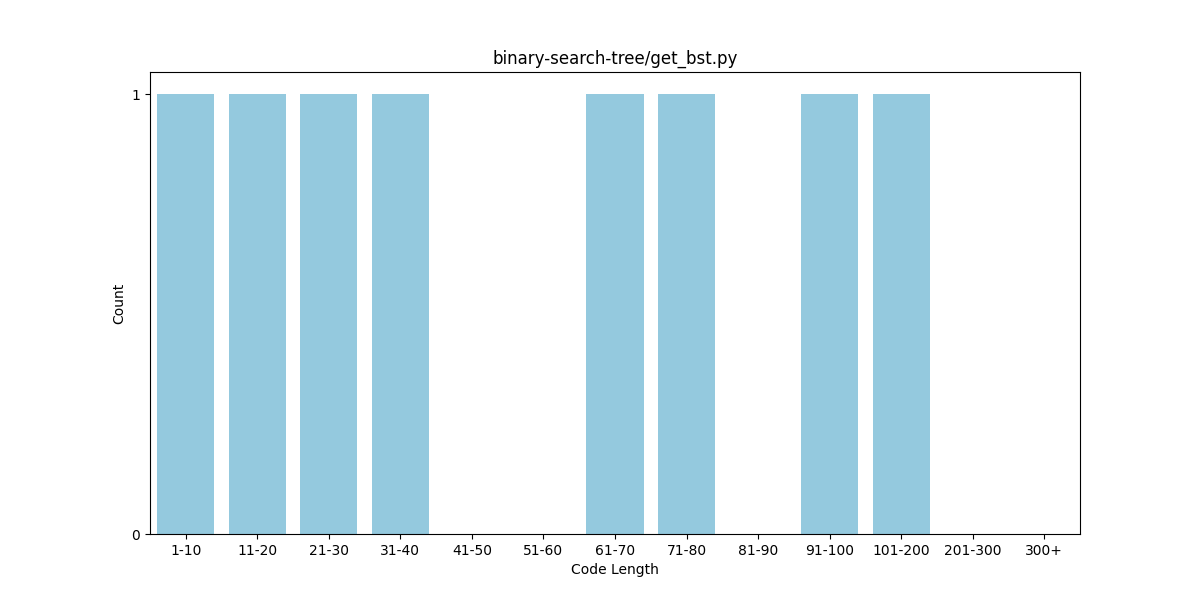 binary-search-tree/get_bst.py
1
Count
0
1-10 11-20 21-30 31-40 41-50 51-60 61-70 71-80 81-90 91-100 101-200 201-300 300+
Code Length